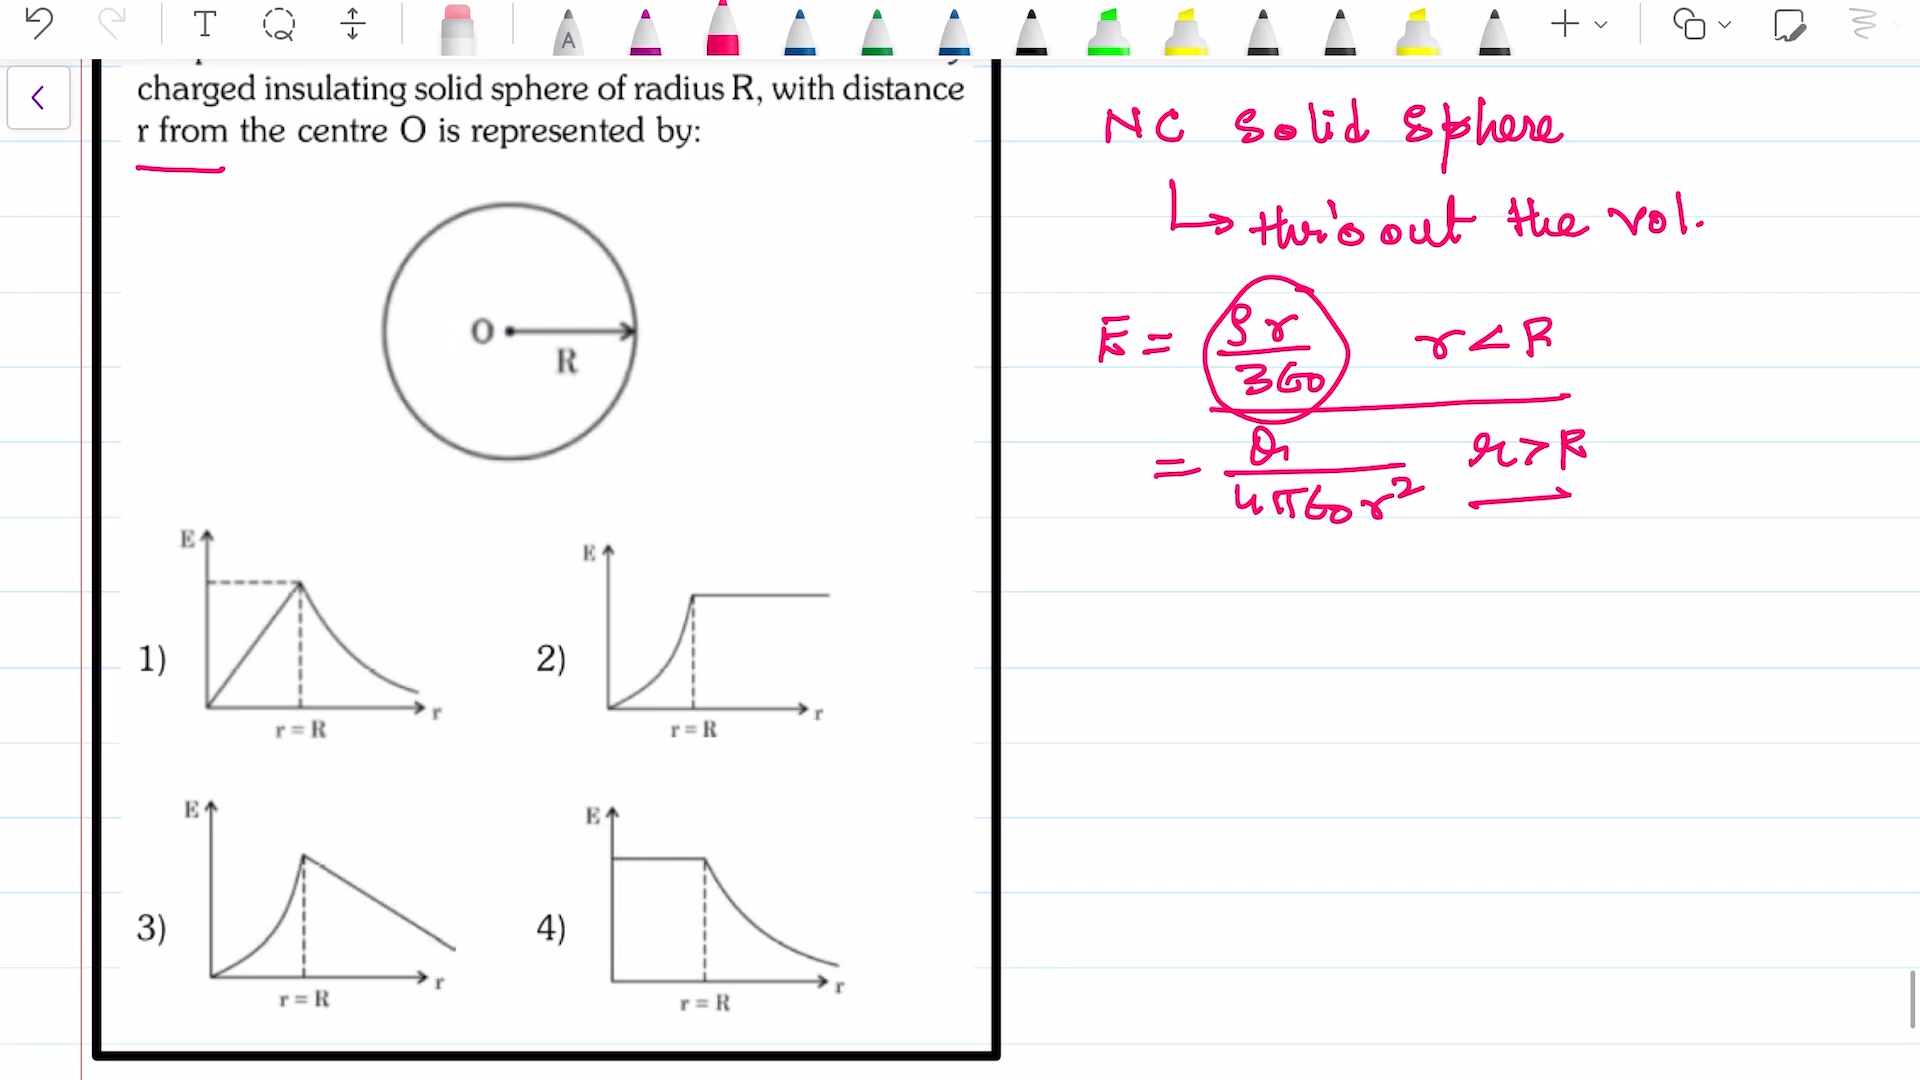 A
charged insulating solid sphere of radius R, with distance
r from the centre O is represented by:
O
R
E
1)
r = R
r
E
2)
r = R
r
E
3)
r = R
r
E
4)
r = R
r
NC Solid Sphere
↳ thr'o out the vol.
E = ρr/3ϵ0 r < R
= Q/4πϵ0r² r > R